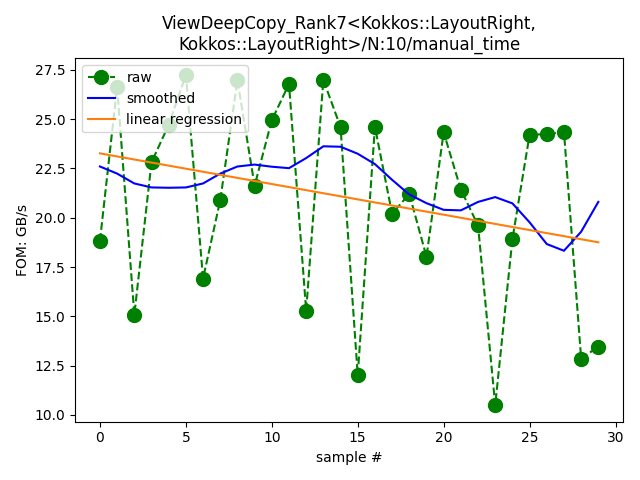 ViewDeepCopy_Rank7<Kokkos::LayoutRight,
Kokkos::LayoutRight>/N:10/manual_time
27.5
25.0
22.5
20.0
17.5
15.0
12.5
10.0
FOM: GB/s
raw
smoothed
linear regression
0
5
10
15
20
25
30
sample #